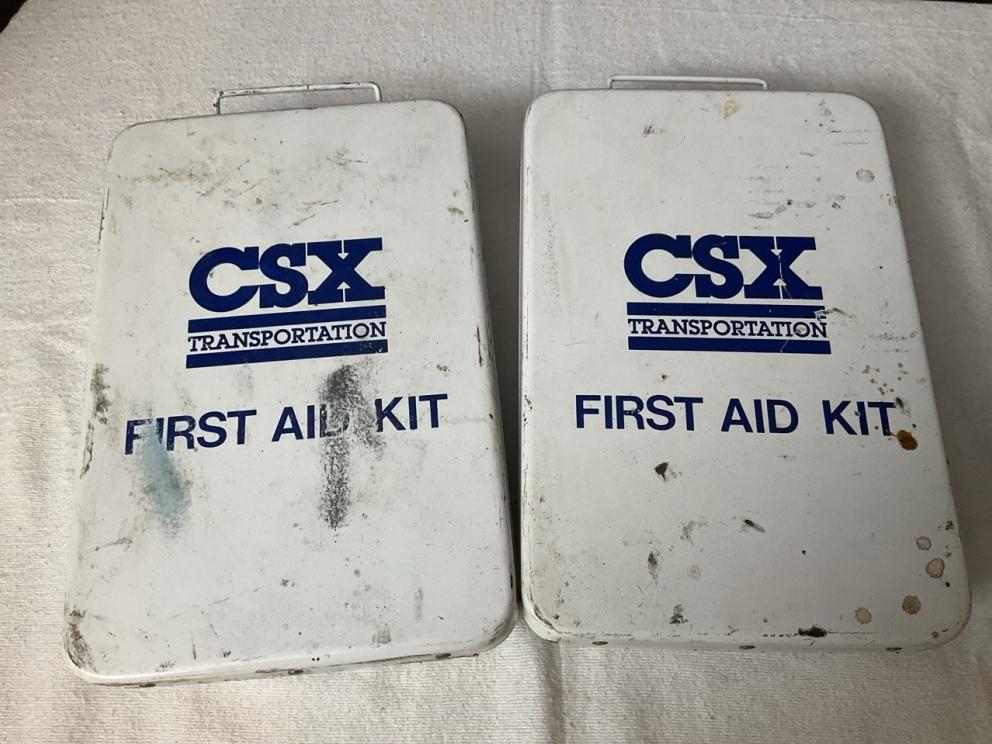 CSX
TRANSPORTATION
FIRST AID KIT
CSX
TRANSPORTATION
FIRST AID KIT